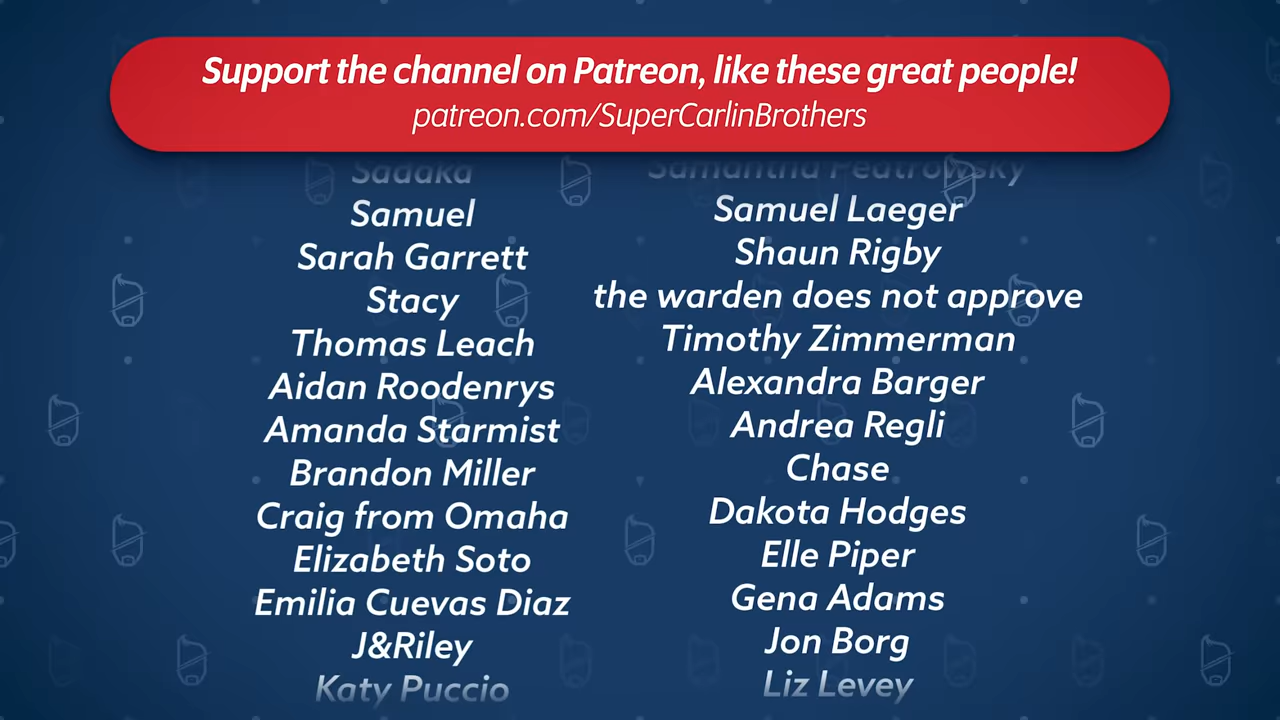 Support the channel on Patreon, like these great people!
patreon.com/SuperCarlinBrothers
Sadaka
Samuel
Sarah Garrett
Stacy
Thomas Leach
Aidan Roodenrys
Amanda Starmist
Brandon Miller
Craig from Omaha
Elizabeth Soto
Emilia Cuevas Diaz
J&Riley
Katy Puccio
Samantha Peatrowsky
Samuel Laeger
Shaun Rigby
the warden does not approve
Timothy Zimmerman
Alexandra Barger
Andrea Regli
Chase
Dakota Hodges
Elle Piper
Gena Adams
Jon Borg
Liz Levey